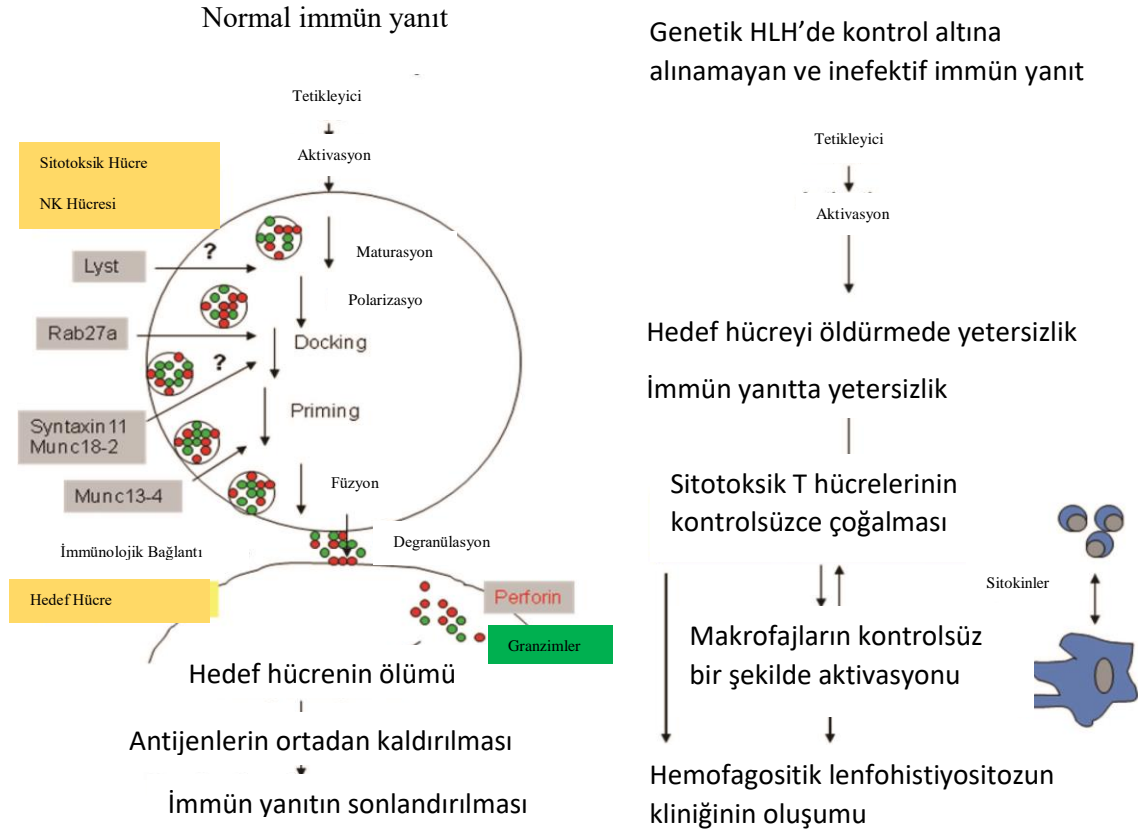 Normal immün yanıt
Tetikleyici
Aktivasyon
Sitotoksik Hücre
NK Hücresi
?
Lyst
Maturasyon
Polarizasyo
Rab27a
Docking
?
Syntaxin 11
Munc18-2
Priming
Munc13-4
Füzyon
İmmünolojik Bağlantı
Degranülasyon
Hedef Hücre
Perforin
Granzimler
Hedef hücrenin ölümü
Antijenlerin ortadan kaldırılması
İmmün yanıtın sonlandırılması
Genetik HLH’de kontrol altına
alınamayan ve inefektif immün yanıt
Tetikleyici
Aktivasyon
Hedef hücreyi öldürmede yetersizlik
İmmün yanıtta yetersizlik
Sitotoksik T hücrelerinin
kontrolsüzce çoğalması
Sitokinler
Makrofajların kontrolsüz
bir şekilde aktivasyonu
Hemofagositik lenfohistiyositozun
kliniğinin oluşumu